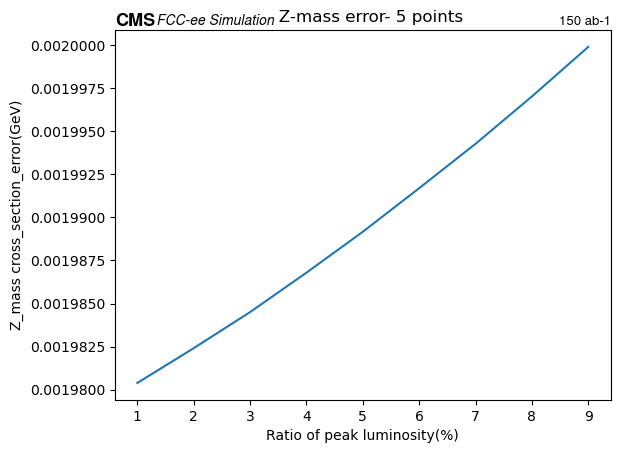 CMS FCC-ee Simulation Z-mass error- 5 points 150 ab-1
0.0020000
0.0019975
0.0019950
0.0019925
0.0019900
0.0019875
0.0019850
0.0019825
0.0019800
Z_mass cross_section_error(GeV)
1 2 3 4 5 6 7 8 9
Ratio of peak luminosity(%)